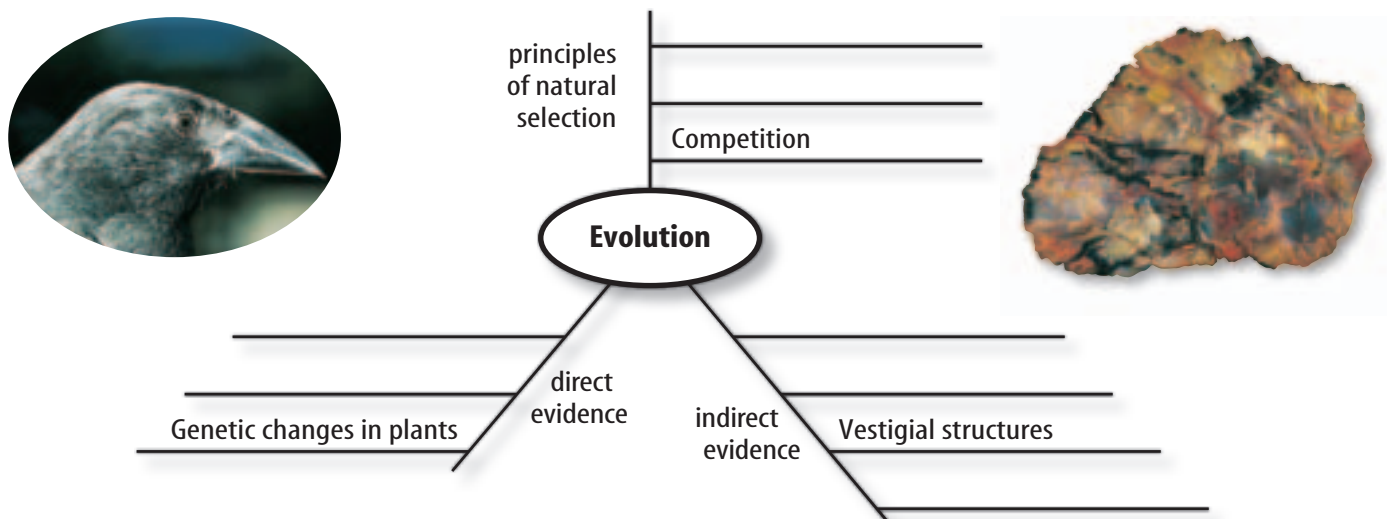 principles
of natural
selection
Competition
Evolution
direct
evidence
Genetic changes in plants
indirect
evidence
Vestigial structures